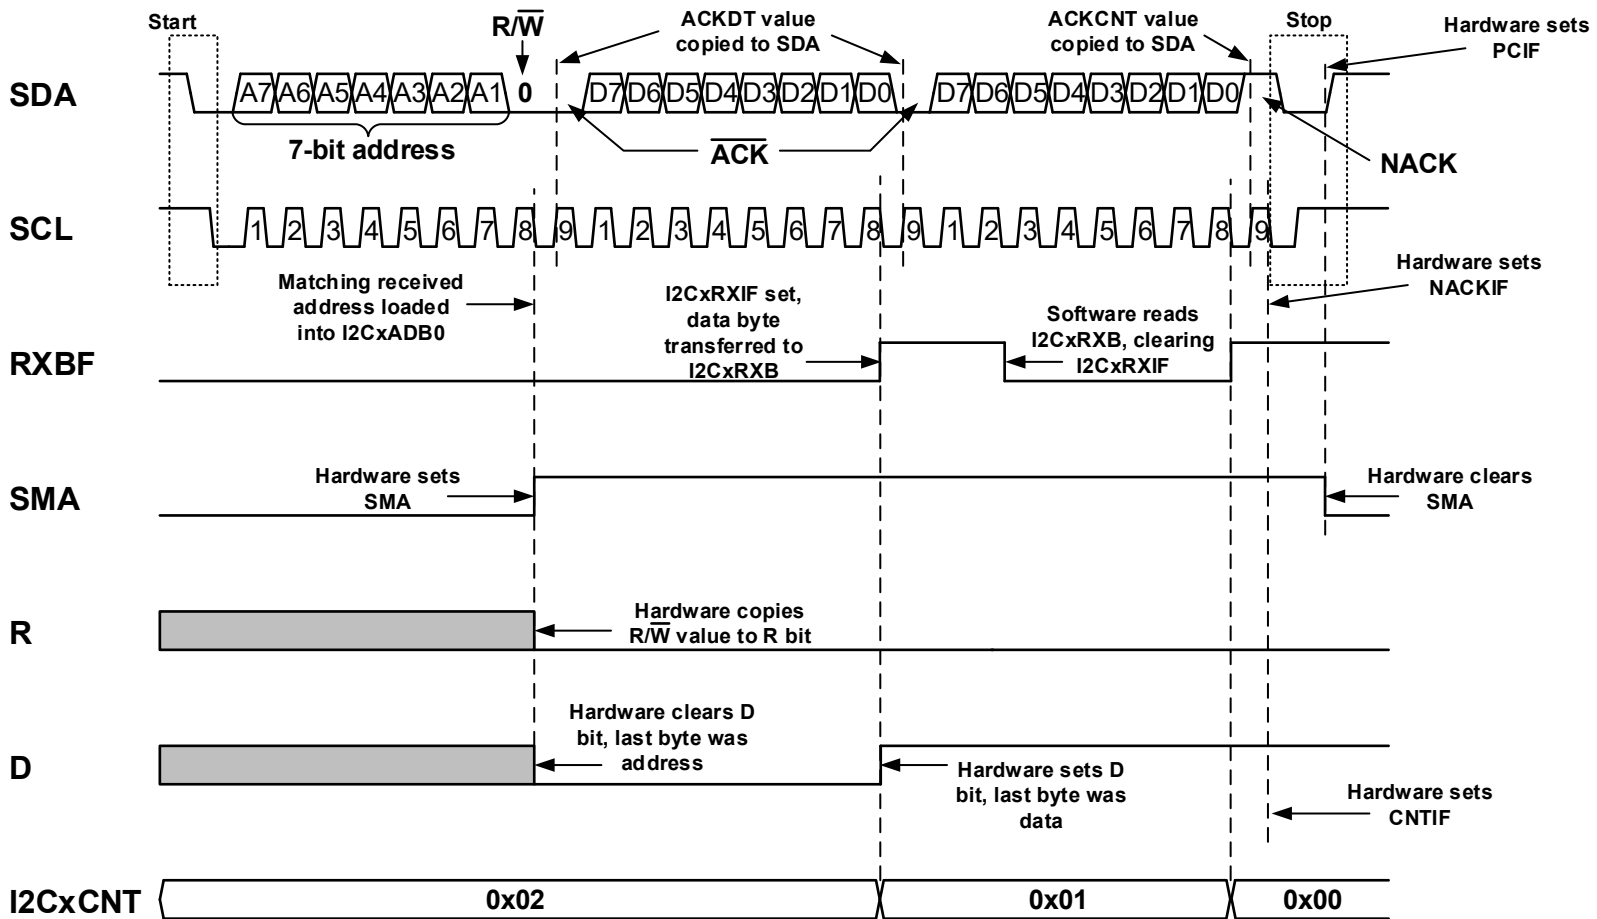 Start
R/W
ACKDT value
copied to SDA
ACKCNT value
copied to SDA
Stop
Hardware sets
PCIF
SDA
A7 A6 A5 A4 A3 A2 A1 0 D7 D6 D5 D4 D3 D2 D1 D0 D7 D6 D5 D4 D3 D2 D1 D0
7-bit address
ACK
NACK
SCL
1 2 3 4 5 6 7 8 9 1 2 3 4 5 6 7 8 9 1 2 3 4 5 6 7 8 9
Matching received
address loaded
into I2CxADB0
I2CxRXIF set,
data byte
transferred to
I2CxRXB
Software reads
I2CxRXB, clearing
I2CxRXIF
Hardware sets
NACKIF
RXBF
SMA
Hardware sets
SMA
Hardware clears
SMA
R
Hardware copies
R/W value to R bit
D
Hardware clears D
bit, last byte was
address
Hardware sets D
bit, last byte was
data
Hardware sets
CNTIF
I2CxCNT
0x02
0x01
0x00